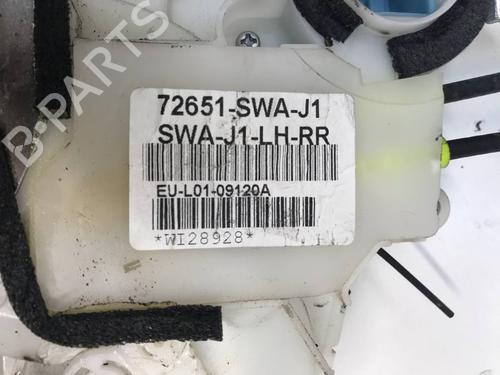 72651-SWA-J1
SWA-J1-LH-RR
EU-L01-09120A
*WI28928*
B-PARTS